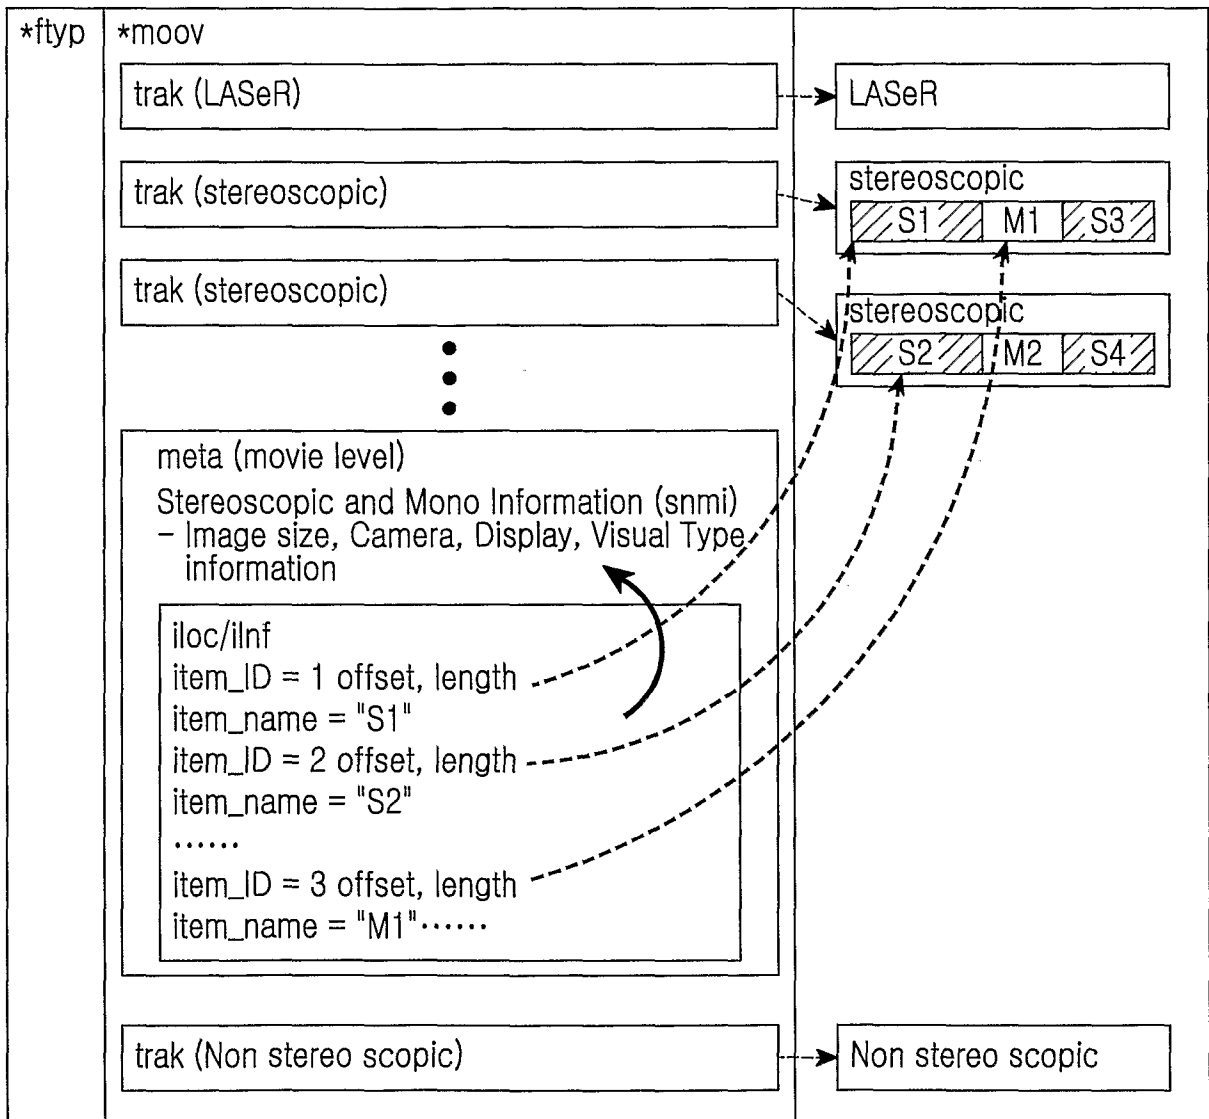 *ftyp
*moov
trak (LASeR)
LASeR
trak (stereoscopic)
stereoscopic
S1
M1
S3
trak (stereoscopic)
stereoscopic
S2
M2
S4
meta (movie level)
Stereoscopic and Mono Information (snmi)
- Image size, Camera, Display, Visual Type
information
iloc/iInf
item_ID = 1 offset, length
item_name = "S1"
item_ID = 2 offset, length
item_name = "S2"
······
item_ID = 3 offset, length
item_name = "M1"······
trak (Non stereo scopic)
Non stereo scopic